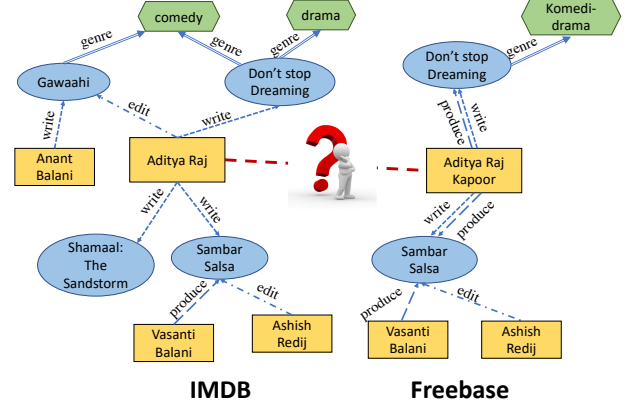 comedy
drama
Komedi-
drama
genre
genre
genre
genre
Gawaahi
Don't stop
Dreaming
Don't stop
Dreaming
write
edit
write
produce
write
Anant
Balani
Aditya Raj
Aditya Raj
Kapoor
write
write
write
produce
Shamaal:
The
Sandstorm
Sambar
Salsa
Sambar
Salsa
produce
edit
produce
edit
Vasanti
Balani
Ashish
Redij
Vasanti
Balani
Ashish
Redij
IMDB
Freebase